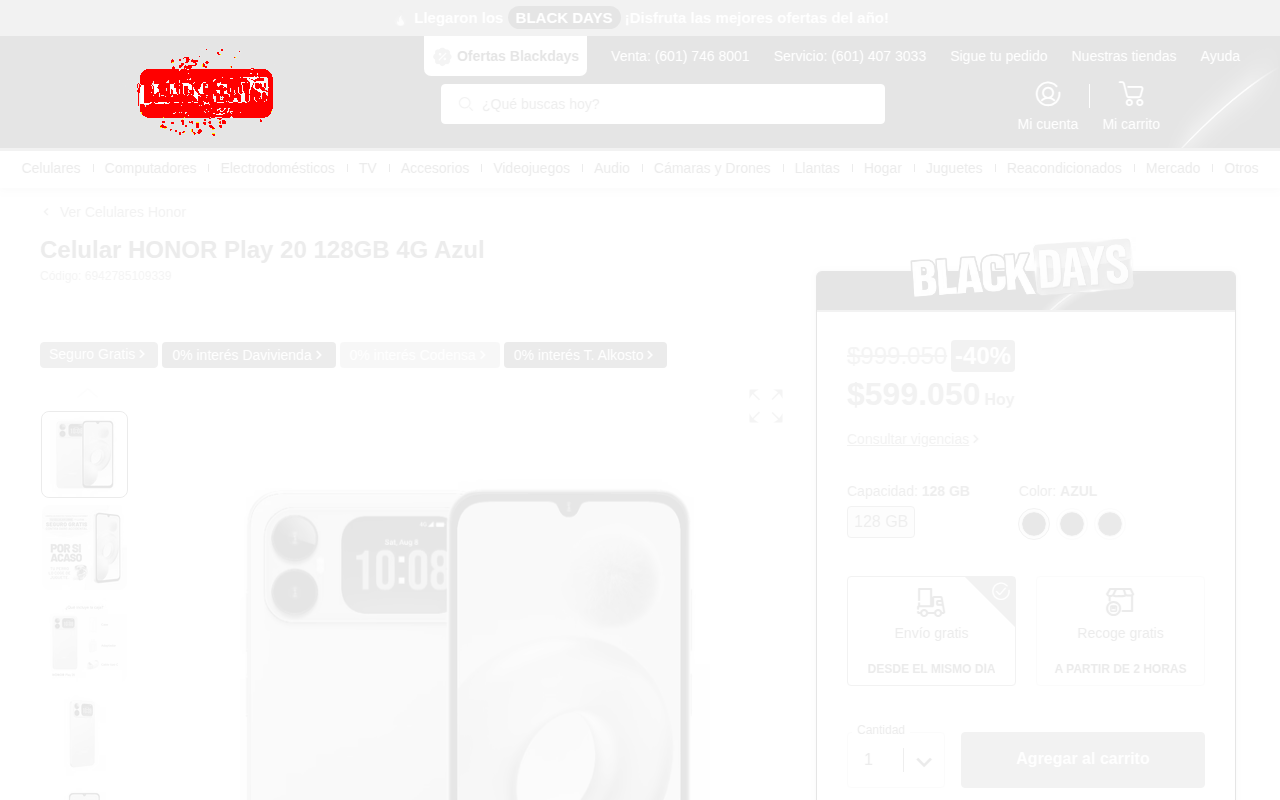 Llegaron los BLACK DAYS ¡Disfruta las mejores ofertas del año!
Ofertas Blackdays
Venta: (601) 746 8001
Servicio: (601) 407 3033
Sigue tu pedido
Nuestras tiendas
Ayuda
¿Qué buscas hoy?
Mi cuenta
Mi carrito
Celulares
Computadores
Electrodomésticos
TV
Accesorios
Videojuegos
Audio
Cámaras y Drones
Llantas
Hogar
Juguetes
Reacondicionados
Mercado
Otros
Ver Celulares Honor
Celular HONOR Play 20 128GB 4G Azul
BLACK DAYS
Seguro Gratis
0% interés Davivienda
0% interés Codensa
0% interés T. Alkosto
$999.050 -40%
$599.050 Hoy
Consultar vigencias
Capacidad: 128 GB
Color: AZUL
128 GB
POR SI
ACASO
10:08
Envío gratis
DESDE EL MISMO DIA
Recoge gratis
A PARTIR DE 2 HORAS
Cantidad
1
Agregar al carrito